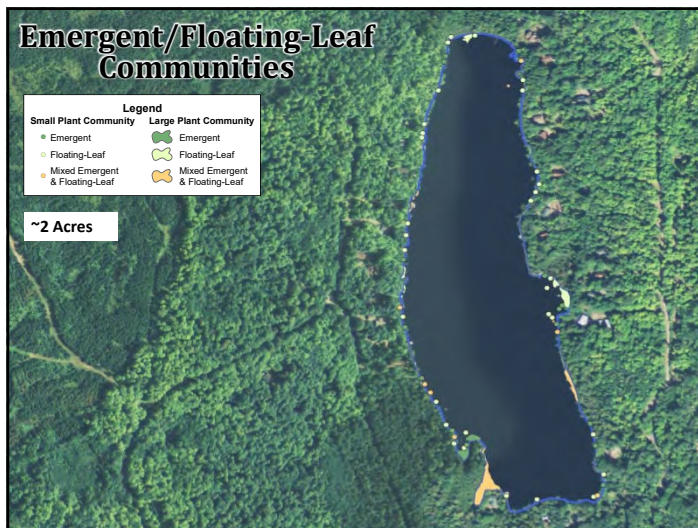 Emergent/Floating-Leaf
Communities
Legend
Small Plant Community
Large Plant Community
Emergent
Emergent
Floating-Leaf
Floating-Leaf
Mixed Emergent
& Floating-Leaf
Mixed Emergent
& Floating-Leaf
~2 Acres